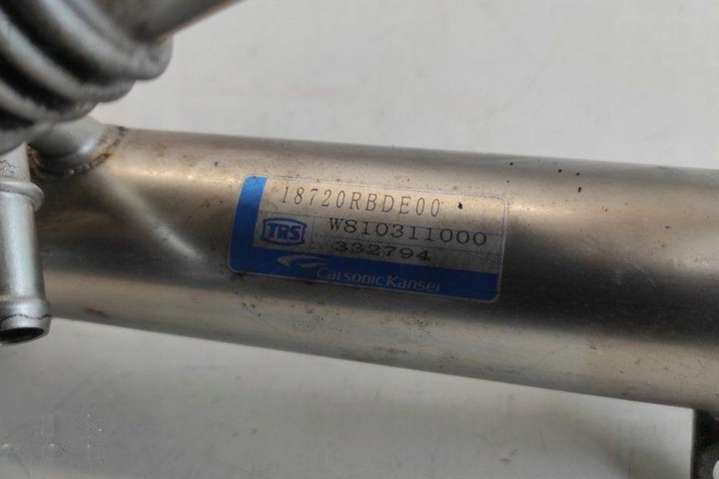 18720RBDE00
TRS
W810311000
332794
CalsonicKansei